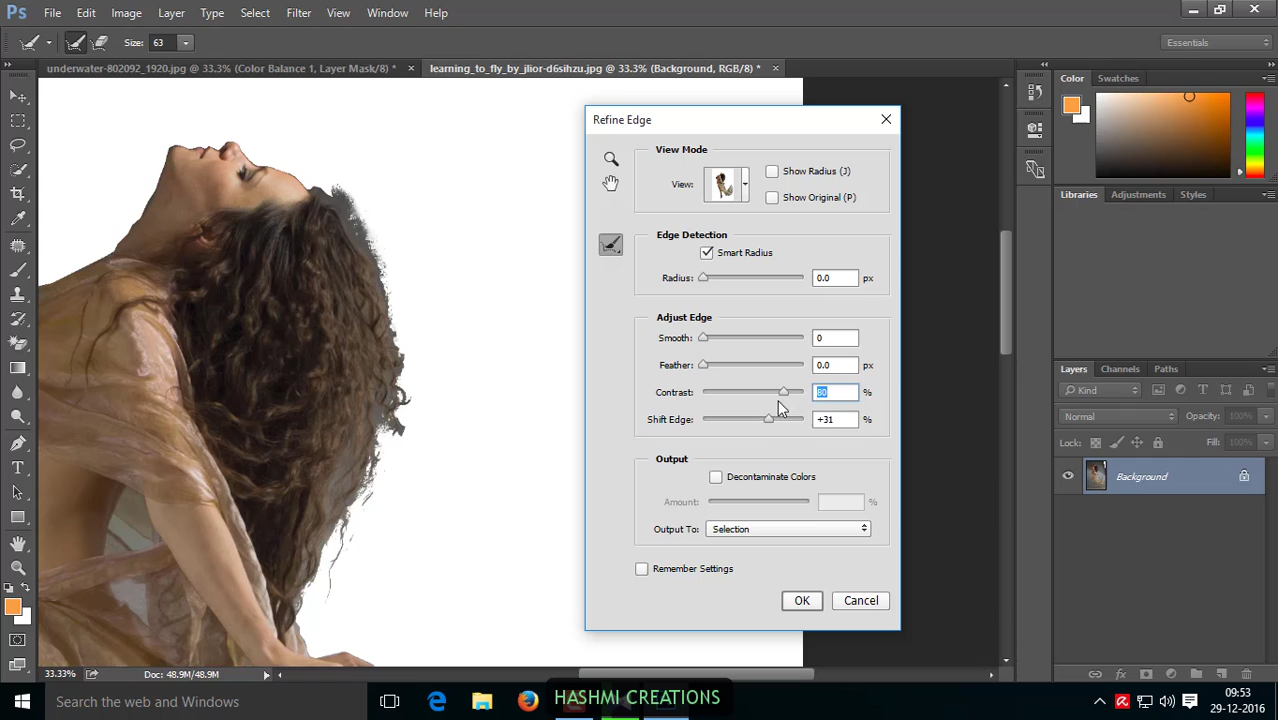 Ps File Edit Image Layer Type Select Filter View Window Help
Size: 63 Essentials
underwater-802092_1920.jpg @ 33.3% (Color Balance 1, Layer Mask/8) * × learning_to_fly_by_jlior-d6sihzu.jpg @ 33.3% (Background, RGB/8) * ×
Color Swatches
Refine Edge
View Mode
View:
Show Radius (J)
Show Original (P)
Edge Detection
Smart Radius
Radius: 0.0 px
Adjust Edge
Smooth: 0
Feather: 0.0 px
Contrast: 80 %
Shift Edge: +31 %
Output
Decontaminate Colors
Amount: %
Output To: Selection
Remember Settings
OK Cancel
Libraries Adjustments Styles
Layers Channels Paths
Kind
Normal Opacity: 100%
Lock: Fill: 100%
Background
33.33% Doc: 48.9M/48.9M
Search the web and Windows
HASHMI CREATIONS
09:53
29-12-2016